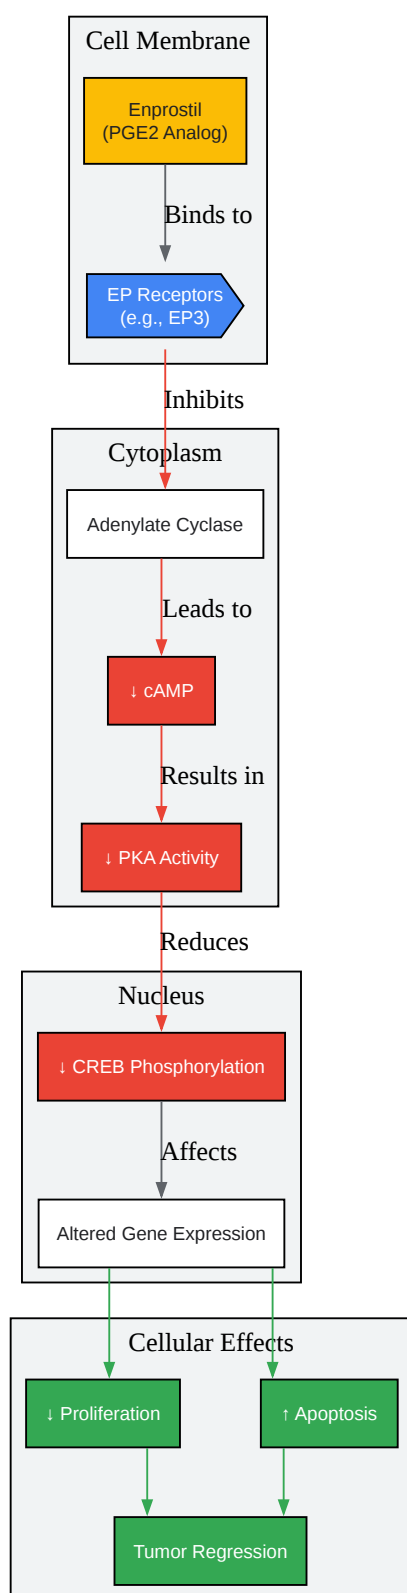 Cell Membrane
Enprostil
(PGE2 Analog)
Binds to
EP Receptors
(e.g., EP3)
Inhibits
Cytoplasm
Adenylate Cyclase
Leads to
↓ cAMP
Results in
↓ PKA Activity
Reduces
Nucleus
↓ CREB Phosphorylation
Affects
Altered Gene Expression
Cellular Effects
↓ Proliferation
↑ Apoptosis
Tumor Regression